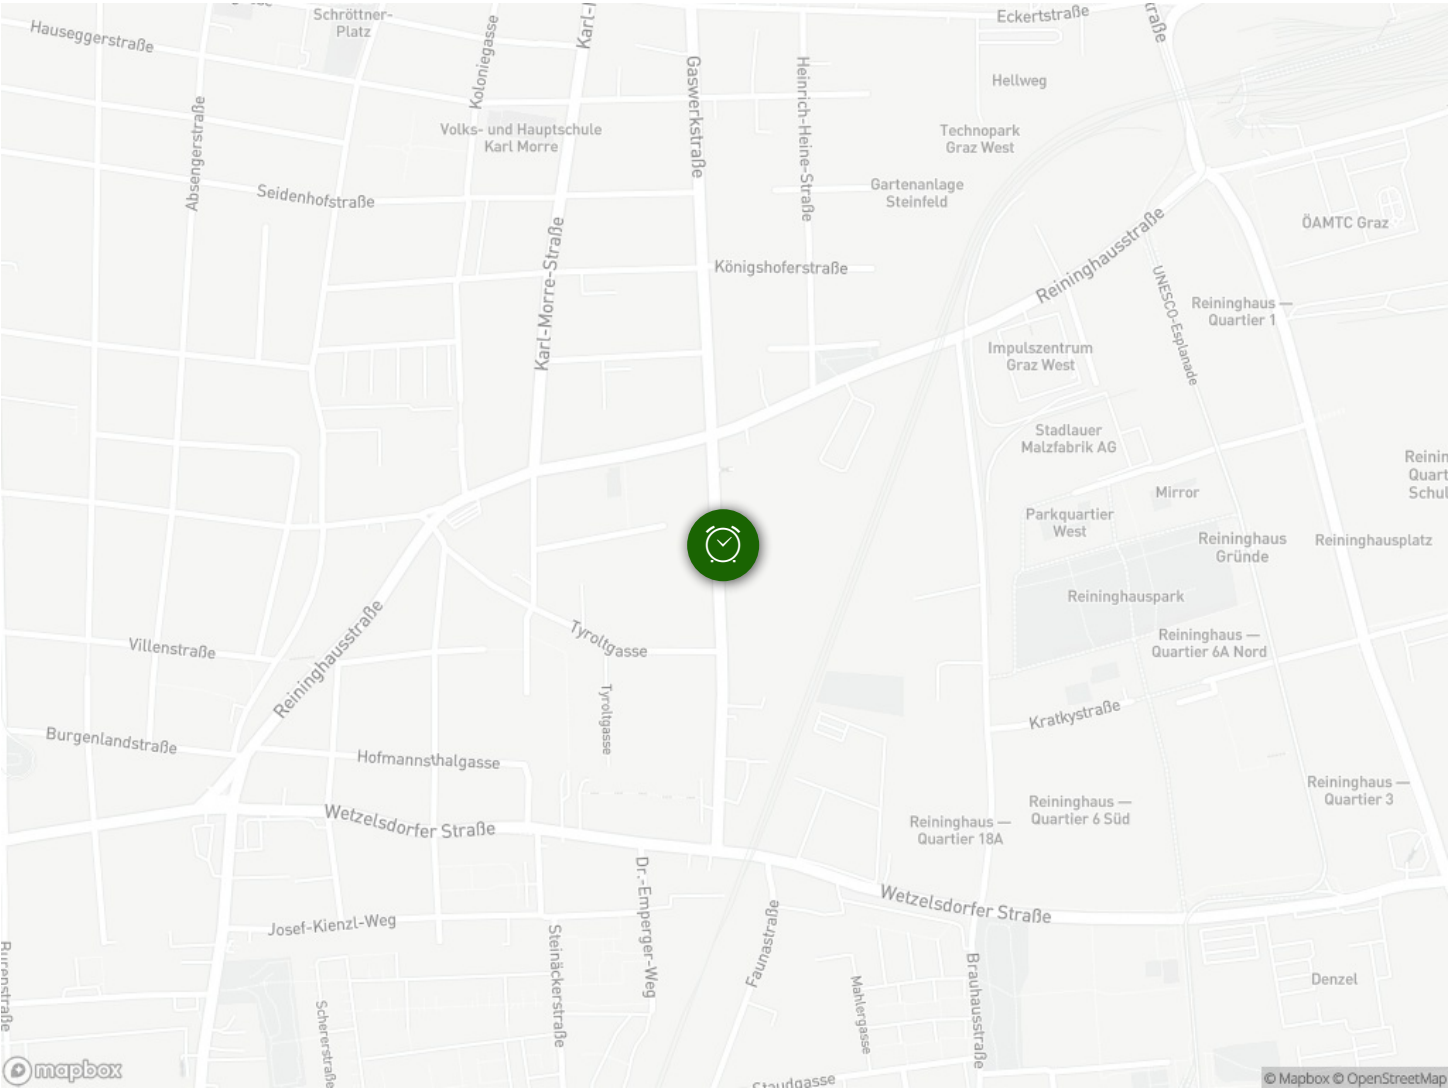 Schröttner-
Platz
Eckertstraße
Hauseggerstraße
Koloniegasse
Gaswerkstraße
Heinrich-Heine-Straße
Hellweg
Absengerstraße
Volks- und Hauptschule
Karl Morre
Technopark
Graz West
Seidenhofstraße
Gartenanlage
Steinfeld
ÖAMTC Graz
Reininghausstraße
Karl-Morre-Straße
Königshoferstraße
UNESCO-Esplanade
Reininghaus —
Quartier 1
Impulszentrum
Graz West
Stadlauer
Malzfabrik AG
Mirror
Parkquartier
West
Reininghaus
Gründe
Reininghausplatz
Reininghauspark
Reininghausstraße
Villenstraße
Tyroltgasse
Reininghaus —
Quartier 6A Nord
Tyroltgasse
Kratkystraße
Burgenlandstraße
Hofmannsthalgasse
Reininghaus —
Quartier 3
Wetzelsdorfer Straße
Reininghaus —
Quartier 18A
Reininghaus —
Quartier 6 Süd
Dr.-Emperger-Weg
Wetzelsdorfer Straße
Josef-Kienzl-Weg
Steinäckerstraße
Faunastraße
Brauhausstraße
Mahlergasse
Denzel
Burenstraße
Schererstraße
Staudgasse
mapbox
© Mapbox © OpenStreetMap